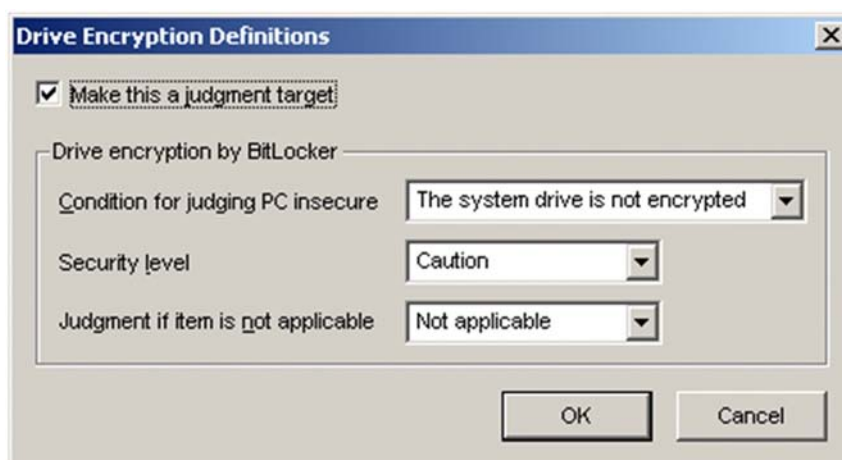 Drive Encryption Definitions
Make this a judgment target
Drive encryption by BitLocker
Condition for judging PC insecure The system drive is not encrypted
Security level Caution
Judgment if item is not applicable Not applicable
OK Cancel